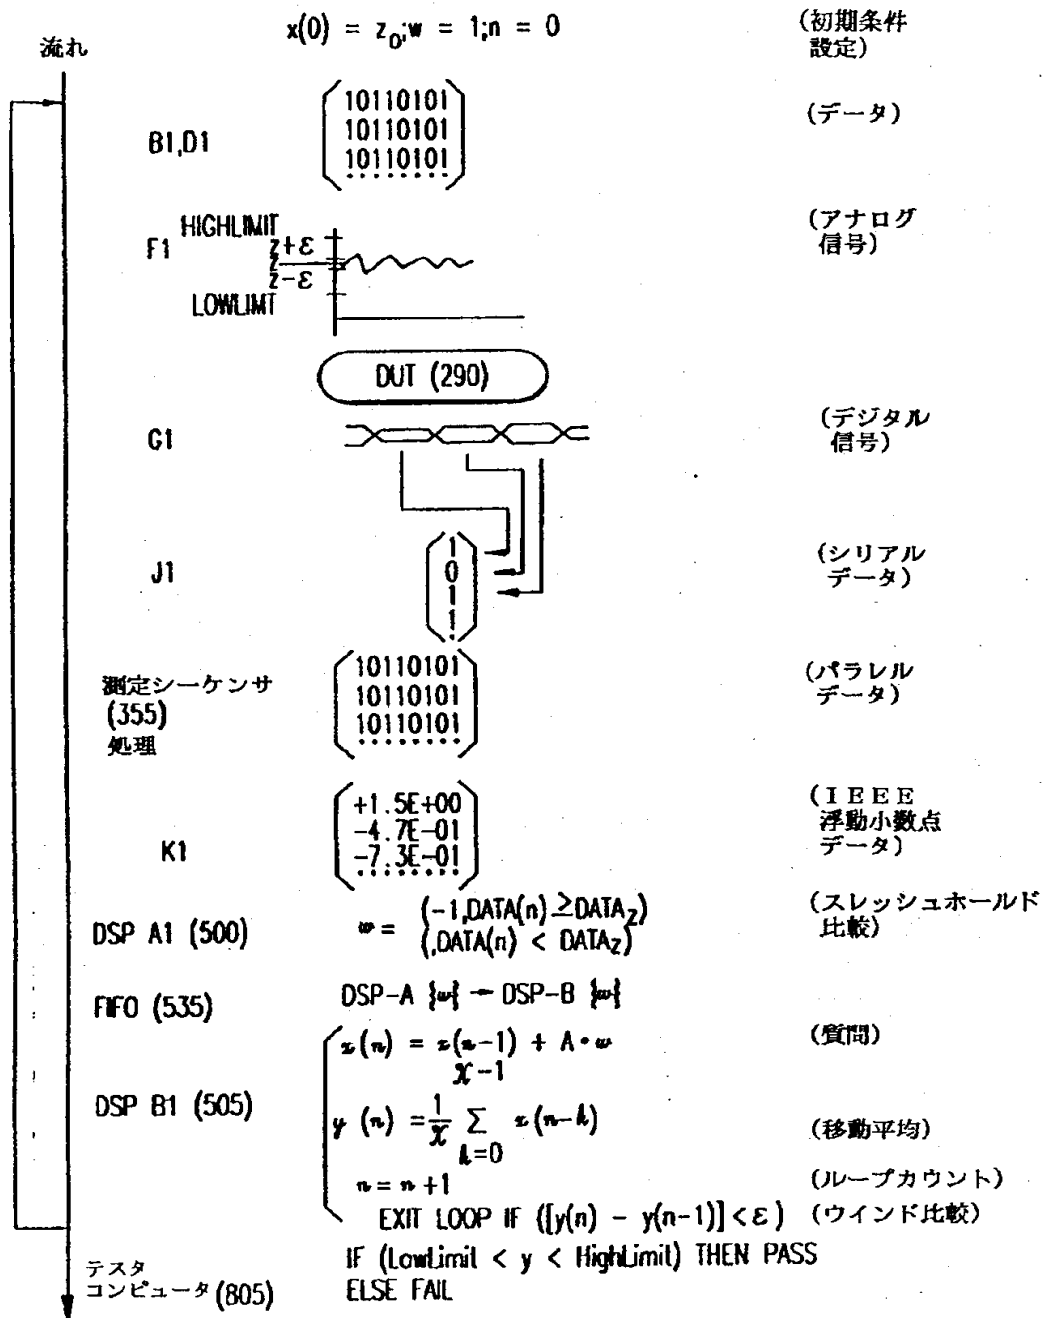 流れ
x(0) = z₀;w = 1;n = 0
(初期条件
設定)
B1,D1
10110101
10110101
10110101
........
(データ)
F1
HIGHLIMIT
z+ε
z
z−ε
LOWLIMT
(アナログ
信号)
DUT (290)
G1
(デジタル
信号)
J1
1
0
1
1
.
(シリアル
データ)
測定シーケンサ
(355)
処理
10110101
10110101
10110101
........
(パラレル
データ)
K1
+1.5E+00
−4.7E−01
−7.3E−01
........
(IEEE
浮動小数点
データ)
DSP A1 (500)
w = (−1,DATA(n) ≥ DATAz)
(,DATA(n) < DATAz)
(スレッシュホールド
比較)
FIFO (535)
DSP−A {w} → DSP−B {w}
DSP B1 (505)
x(n) = x(n−1) + A•w
(質問)
X−1
y (n) = 1/X Σ x(n−k)
k=0
(移動平均)
n = n +1
(ループカウント)
EXIT LOOP IF ([y(n) − y(n−1)] < ε )
(ウインド比較)
テスタ
コンピュータ(805)
IF (LowLimit < y < HighLimit) THEN PASS
ELSE FAIL